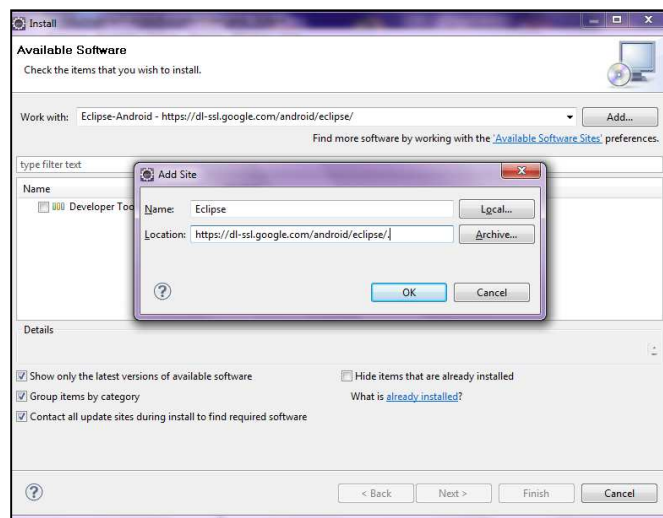 Install
Available Software
Check the items that you wish to install.
Work with: Eclipse-Android - https://dl-ssl.google.com/android/eclipse/ Add...
Find more software by working with the 'Available Software Sites' preferences.
type filter text
Name
Developer Too
Add Site
Name: Eclipse Local...
Location: https://dl-ssl.google.com/android/eclipse/. Archive...
OK Cancel
Details
Show only the latest versions of available software Hide items that are already installed
Group items by category What is already installed?
Contact all update sites during install to find required software
< Back Next > Finish Cancel